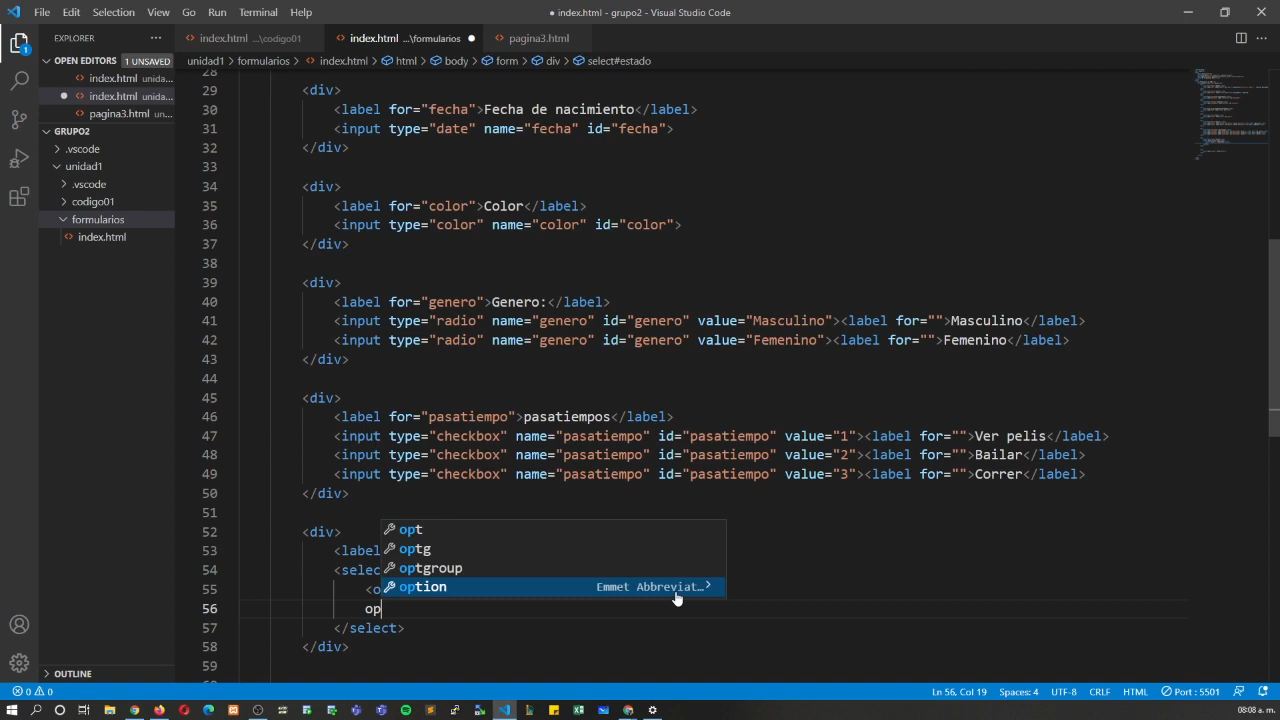 File Edit Selection View Go Run Terminal Help
● index.html - grupo2 - Visual Studio Code
EXPLORER ···
index.html ...\codigo01
index.html ...\formularios ●
pagina3.html
OPEN EDITORS 1 UNSAVED
unidad1 > formularios > index.html > html > body > form > div > select#estado
index.html unida...
● index.html unida...
pagina3.html un...
GRUPO2
.vscode
unidad1
.vscode
codigo01
formularios
index.html
OUTLINE
28
29 <div>
30 <label for="fecha">Fecha de nacimiento</label>
31 <input type="date" name="fecha" id="fecha">
32 </div>
33
34 <div>
35 <label for="color">Color</label>
36 <input type="color" name="color" id="color">
37 </div>
38
39 <div>
40 <label for="genero">Genero:</label>
41 <input type="radio" name="genero" id="genero" value="Masculino"><label for="">Masculino</label>
42 <input type="radio" name="genero" id="genero" value="Femenino"><label for="">Femenino</label>
43 </div>
44
45 <div>
46 <label for="pasatiempo">pasatiempos</label>
47 <input type="checkbox" name="pasatiempo" id="pasatiempo" value="1"><label for="">Ver pelis</label>
48 <input type="checkbox" name="pasatiempo" id="pasatiempo" value="2"><label for="">Bailar</label>
49 <input type="checkbox" name="pasatiempo" id="pasatiempo" value="3"><label for="">Correr</label>
50 </div>
51
52 <div>
53 <label
54 <selec
55 <o
56 op
57 </select>
58 </div>
59
opt
optg
optgroup
option Emmet Abbreviat...
0 0
Ln 56, Col 19 Spaces: 4 UTF-8 CRLF HTML Port : 5501
08:08 a. m.